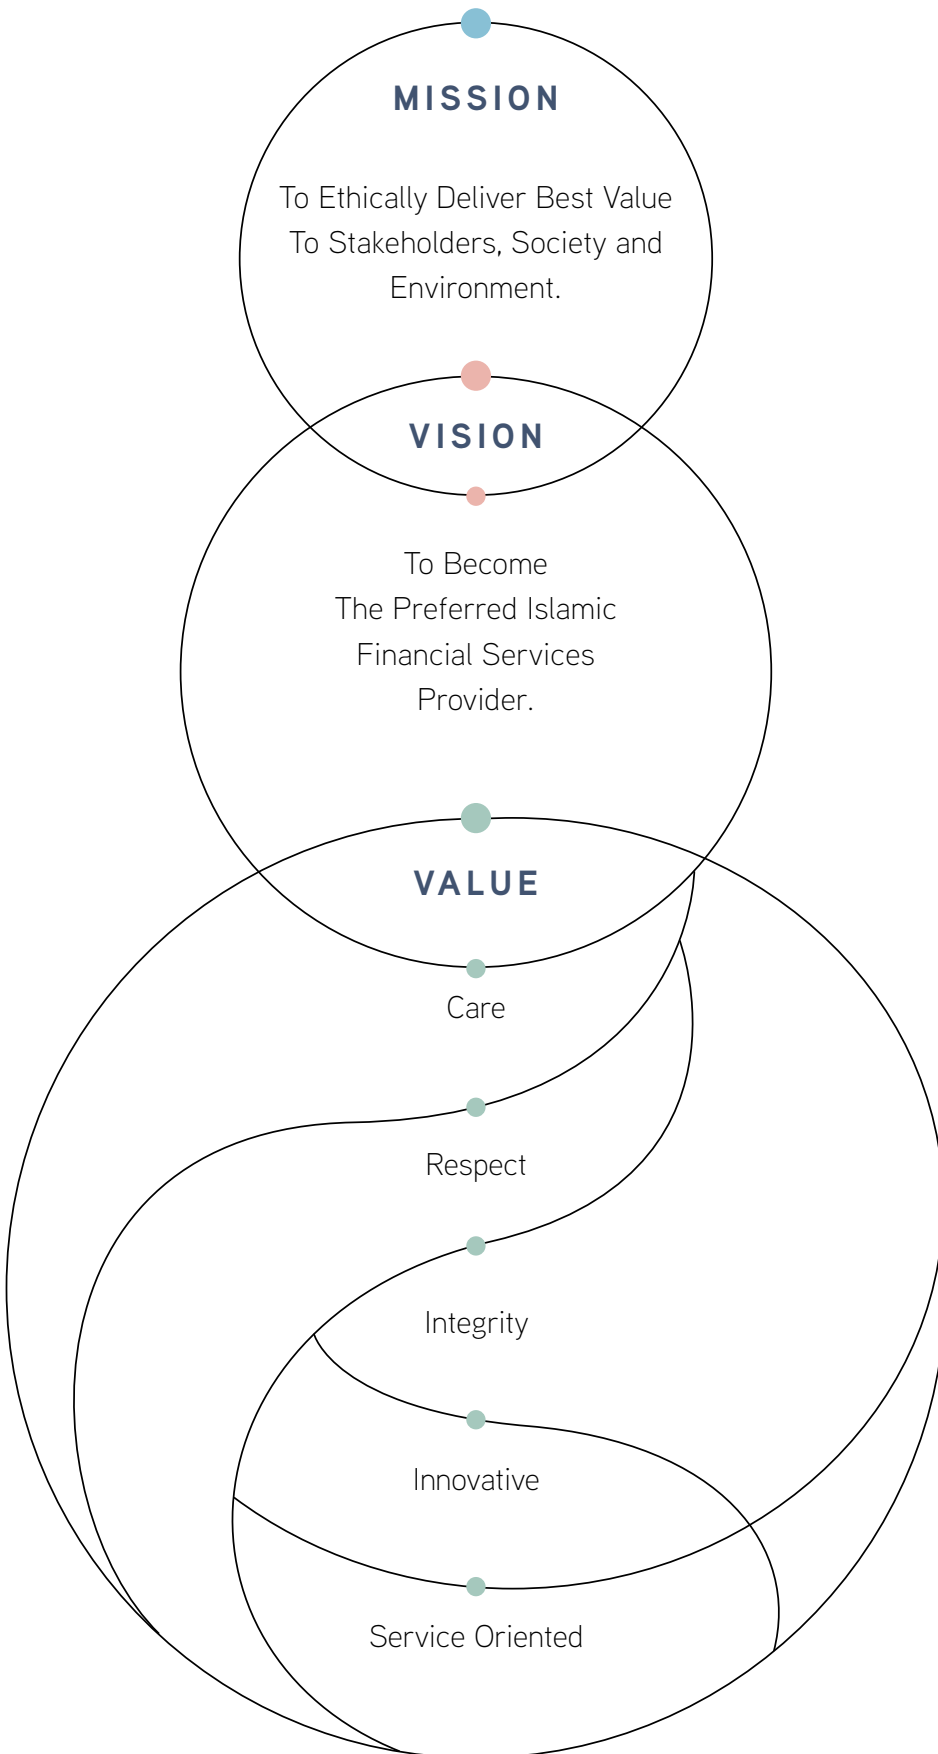 MISSION
To Ethically Deliver Best Value
To Stakeholders, Society and
Environment.
VISION
To Become
The Preferred Islamic
Financial Services
Provider.
VALUE
Care
Respect
Integrity
Innovative
Service Oriented